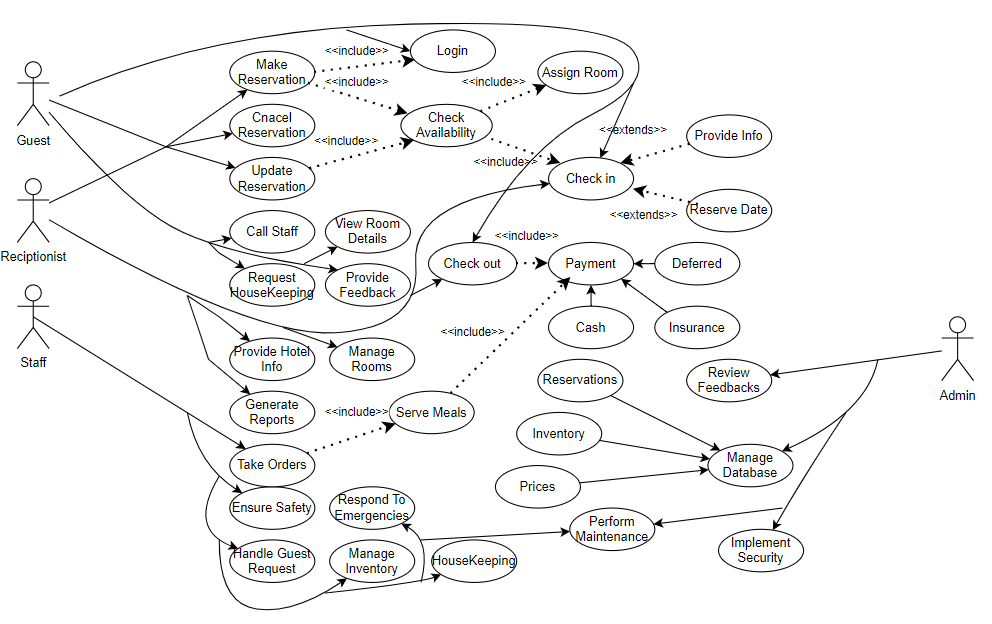 <<include>>
Login
Make
Reservation
<<include>>
<<include>>
Assign Room
Guest
Cnacel
Reservation
Check
Availability
<<include>>
<<extends>>
Provide Info
<<include>>
Update
Reservation
Check in
Reciptionist
Call Staff
View Room
Details
<<extends>>
Reserve Date
<<include>>
Request
HouseKeeping
Provide
Feedback
Check out
Payment
Deferred
Staff
<<include>>
Cash
Insurance
Provide Hotel
Info
Manage
Rooms
Admin
Reservations
Review
Feedbacks
Generate
Reports
<<include>>
Serve Meals
Inventory
Take Orders
Manage
Database
Prices
Ensure Safety
Respond To
Emergencies
Perform
Maintenance
Handle Guest
Request
Manage
Inventory
HouseKeeping
Implement
Security